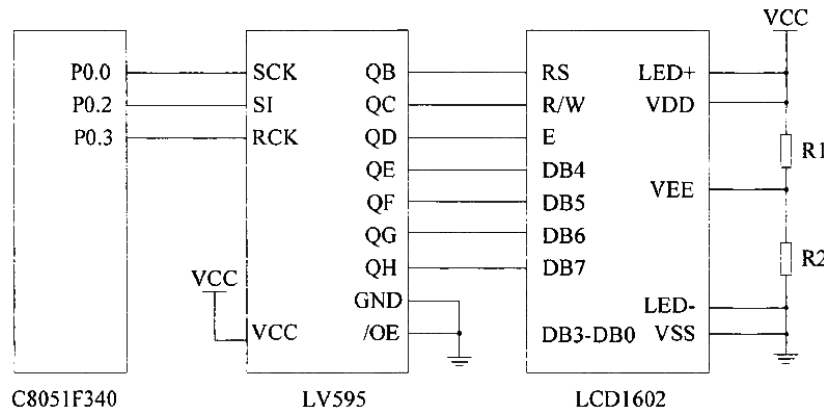 VCC
P0.0 SCK QB RS LED+
P0.2 SI QC R/W VDD
P0.3 RCK QD E
R1
QE DB4
VEE
QF DB5
QG DB6
R2
QH DB7
VCC
GND LED-
VCC /OE DB3-DB0 VSS
C8051F340 LV595 LCD1602